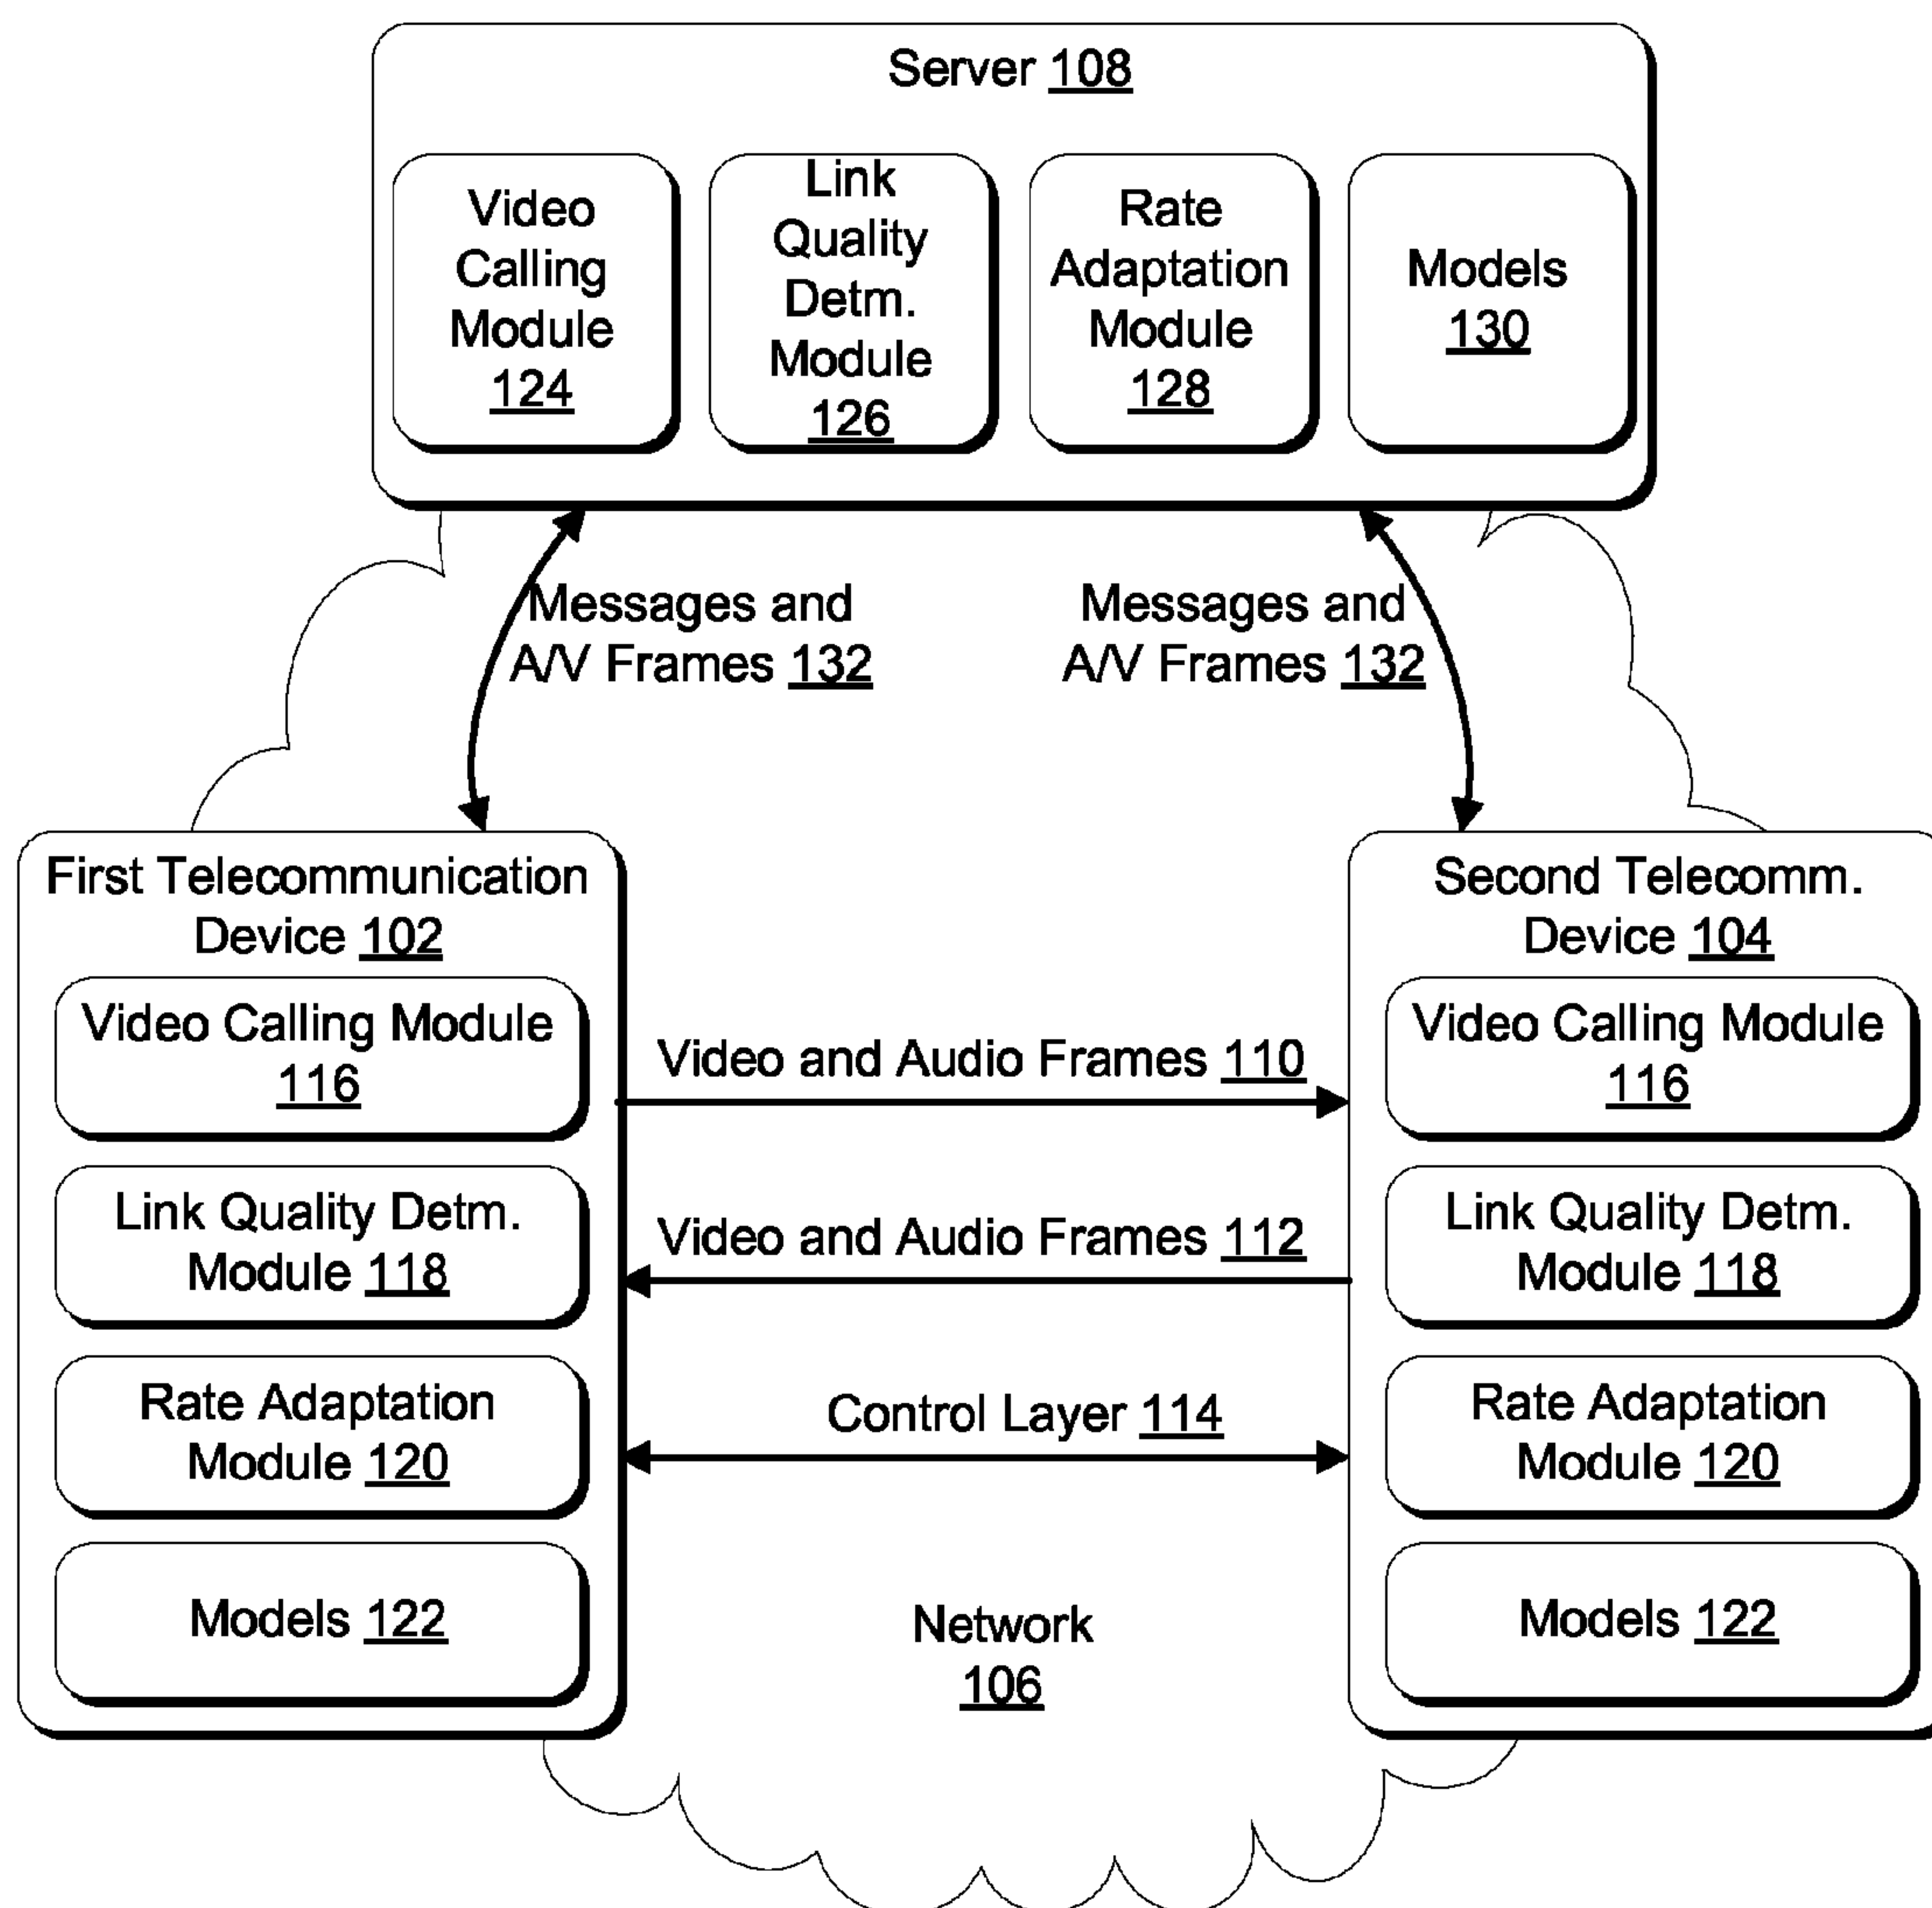 Server 108
Video
Calling
Module
124
Link
Quality
Detm.
Module
126
Rate
Adaptation
Module
128
Models
130
Messages and
A/V Frames 132
Messages and
A/V Frames 132
First Telecommunication
Device 102
Video Calling Module
116
Link Quality Detm.
Module 118
Rate Adaptation
Module 120
Models 122
Video and Audio Frames 110
Video and Audio Frames 112
Control Layer 114
Network
106
Second Telecomm.
Device 104
Video Calling Module
116
Link Quality Detm.
Module 118
Rate Adaptation
Module 120
Models 122